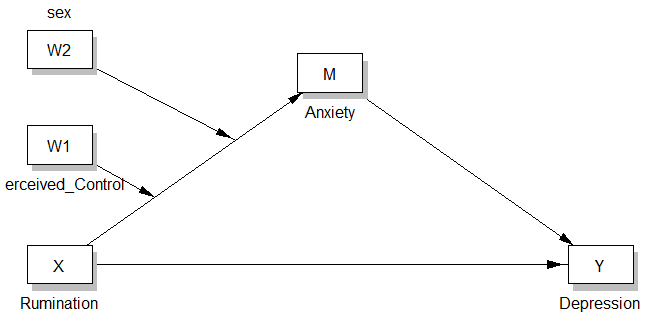 sex
W2
M
Anxiety
W1
erceived_Control
X
Y
Rumination
Depression